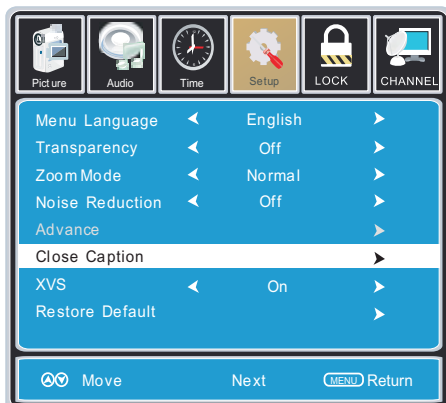 Picture Audio Time Setup LOCK CHANNEL
Menu Language English
Transparency Off
Zoom Mode Normal
Noise Reduction Off
Advance
Close Caption
XVS On
Restore Default
Move Next MENU Return